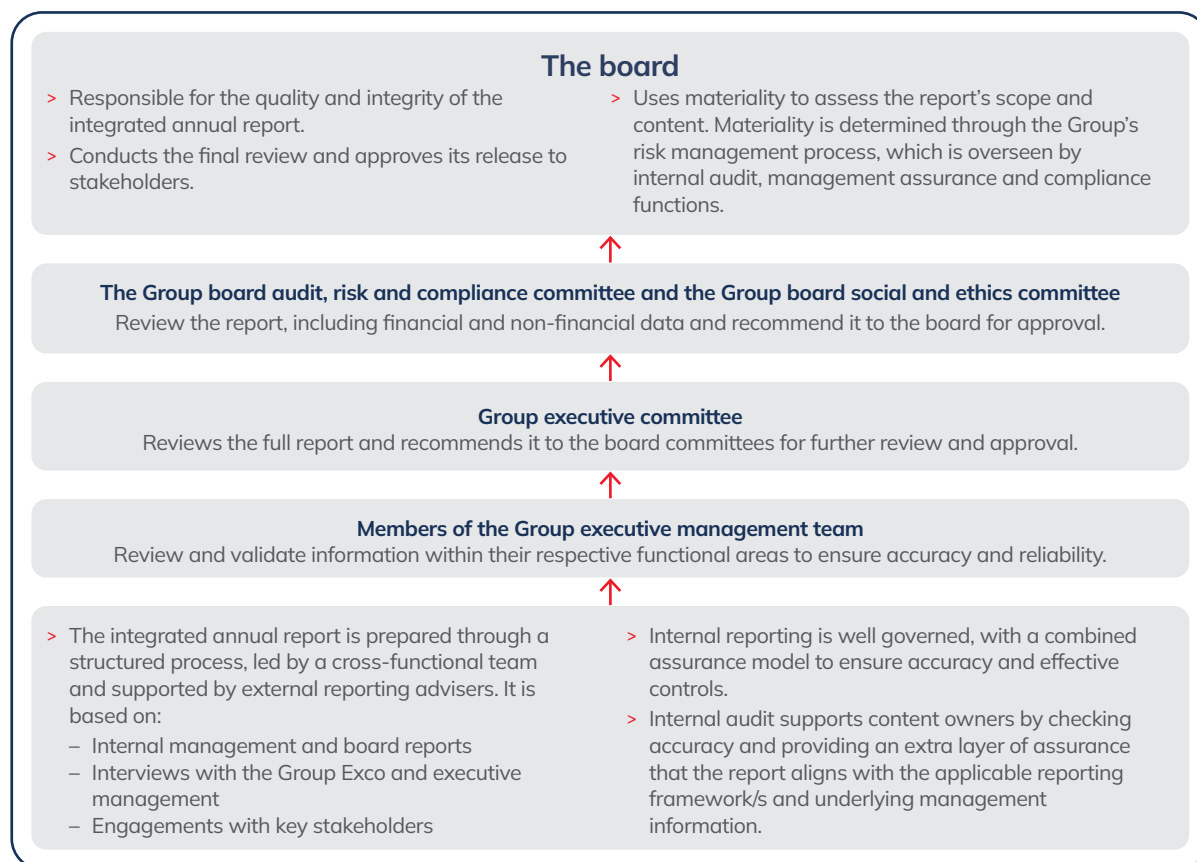 The board
> Responsible for the quality and integrity of the
integrated annual report.
> Conducts the final review and approves its release to
stakeholders.
> Uses materiality to assess the report’s scope and
content. Materiality is determined through the Group’s
risk management process, which is overseen by
internal audit, management assurance and compliance
functions.
The Group board audit, risk and compliance committee and the Group board social and ethics committee
Review the report, including financial and non-financial data and recommend it to the board for approval.
Group executive committee
Reviews the full report and recommends it to the board committees for further review and approval.
Members of the Group executive management team
Review and validate information within their respective functional areas to ensure accuracy and reliability.
> The integrated annual report is prepared through a
structured process, led by a cross-functional team
and supported by external reporting advisers. It is
based on:
– Internal management and board reports
– Interviews with the Group Exco and executive
management
– Engagements with key stakeholders
> Internal reporting is well governed, with a combined
assurance model to ensure accuracy and effective
controls.
> Internal audit supports content owners by checking
accuracy and providing an extra layer of assurance
that the report aligns with the applicable reporting
framework/s and underlying management
information.